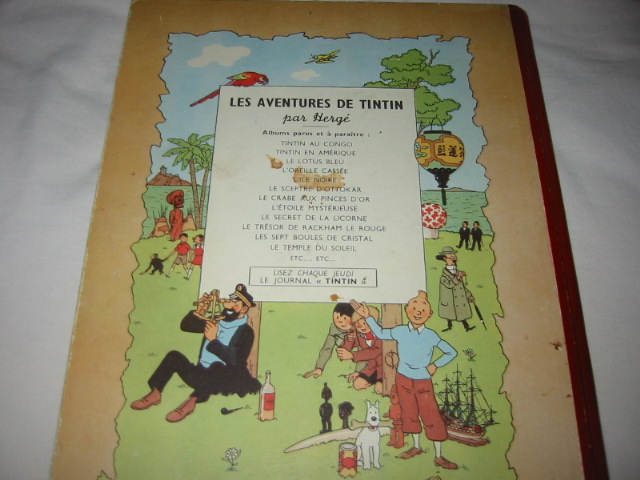 LES AVENTURES DE TINTIN
par Hergé
Albums parus et à paraître :
TINTIN AU CONGO
TINTIN EN AMÉRIQUE
LE LOTUS BLEU
L'OREILLE CASSÉE
L'ILE NOIRE
LE SCEPTRE D'OTTOKAR
LE CRABE AUX PINCES D'OR
L'ÉTOILE MYSTÉRIEUSE
LE SECRET DE LA LICORNE
LE TRÉSOR DE RACKHAM LE ROUGE
LES SEPT BOULES DE CRISTAL
LE TEMPLE DU SOLEIL
ETC.... ETC...
LISEZ CHAQUE JEUDI
LE JOURNAL « TINTIN »